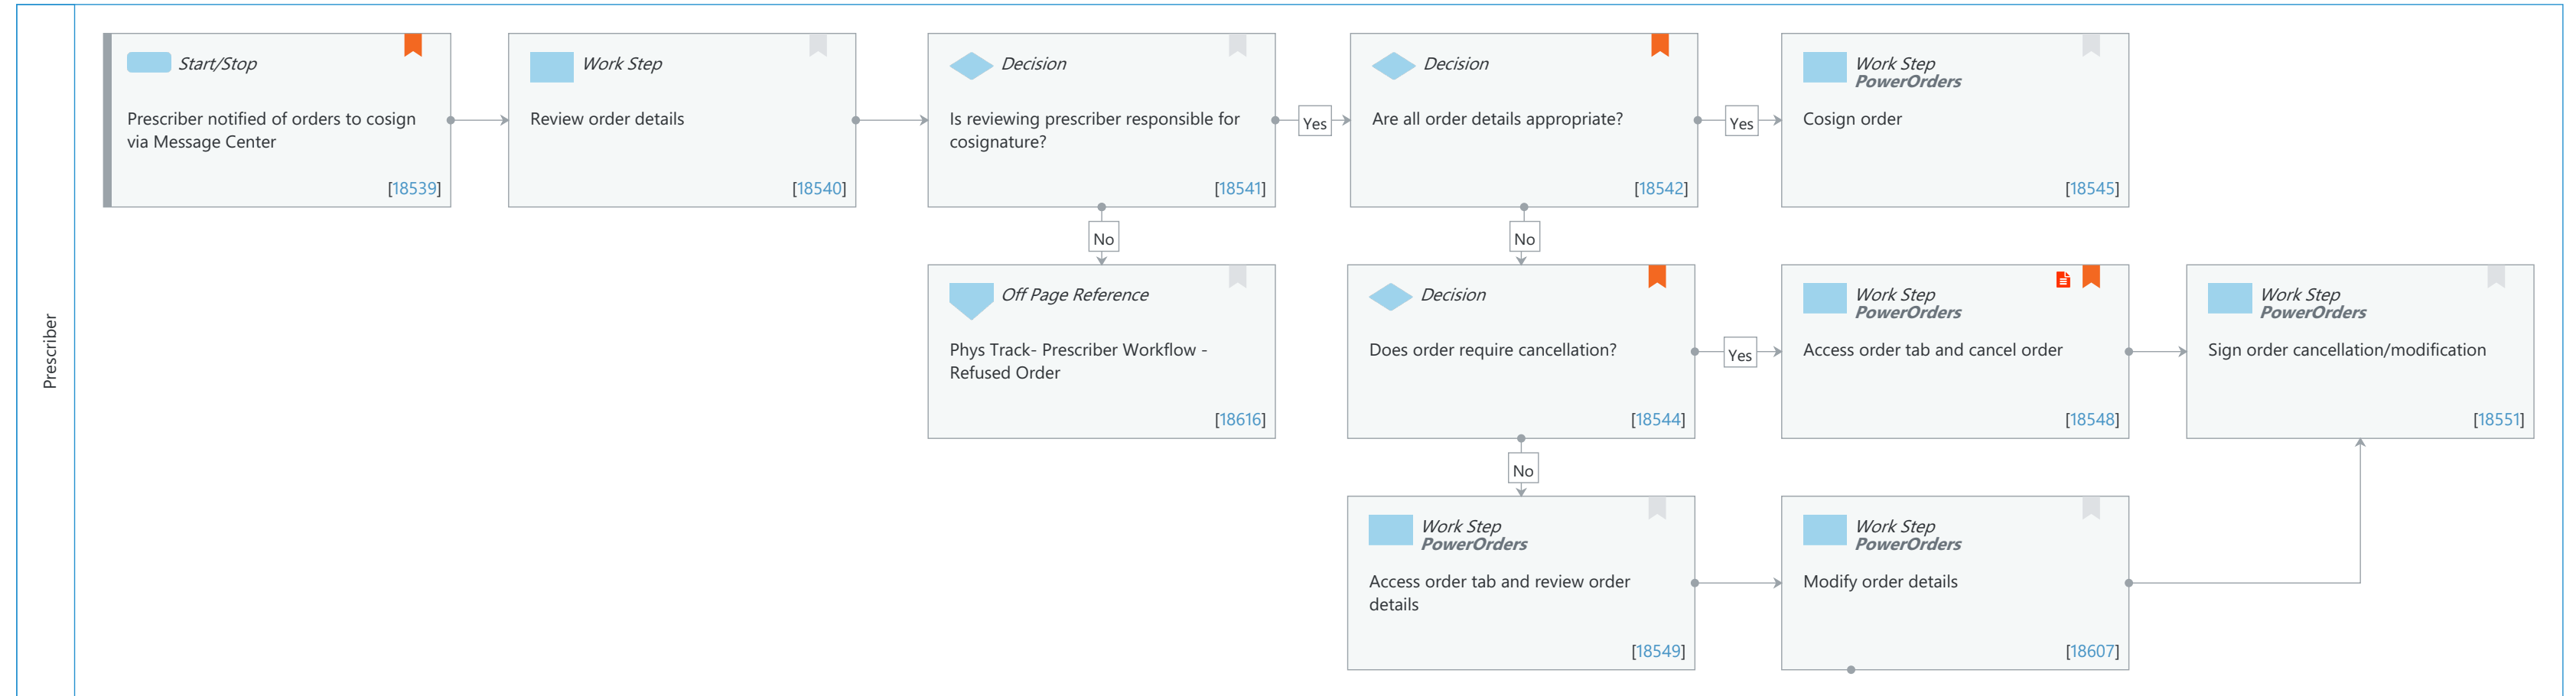 Prescriber
Start/Stop
Prescriber notified of orders to cosign
via Message Center
[18539]
Work Step
Review order details
[18540]
Decision
Is reviewing prescriber responsible for
cosignature?
[18541]
Yes
Decision
Are all order details appropriate?
[18542]
Yes
Work Step
PowerOrders
Cosign order
[18545]
No
No
Off Page Reference
Phys Track- Prescriber Workflow -
Refused Order
[18616]
Decision
Does order require cancellation?
[18544]
Yes
Work Step
PowerOrders
Access order tab and cancel order
[18548]
Work Step
PowerOrders
Sign order cancellation/modification
[18551]
No
Work Step
PowerOrders
Access order tab and review order
details
[18549]
Work Step
PowerOrders
Modify order details
[18607]